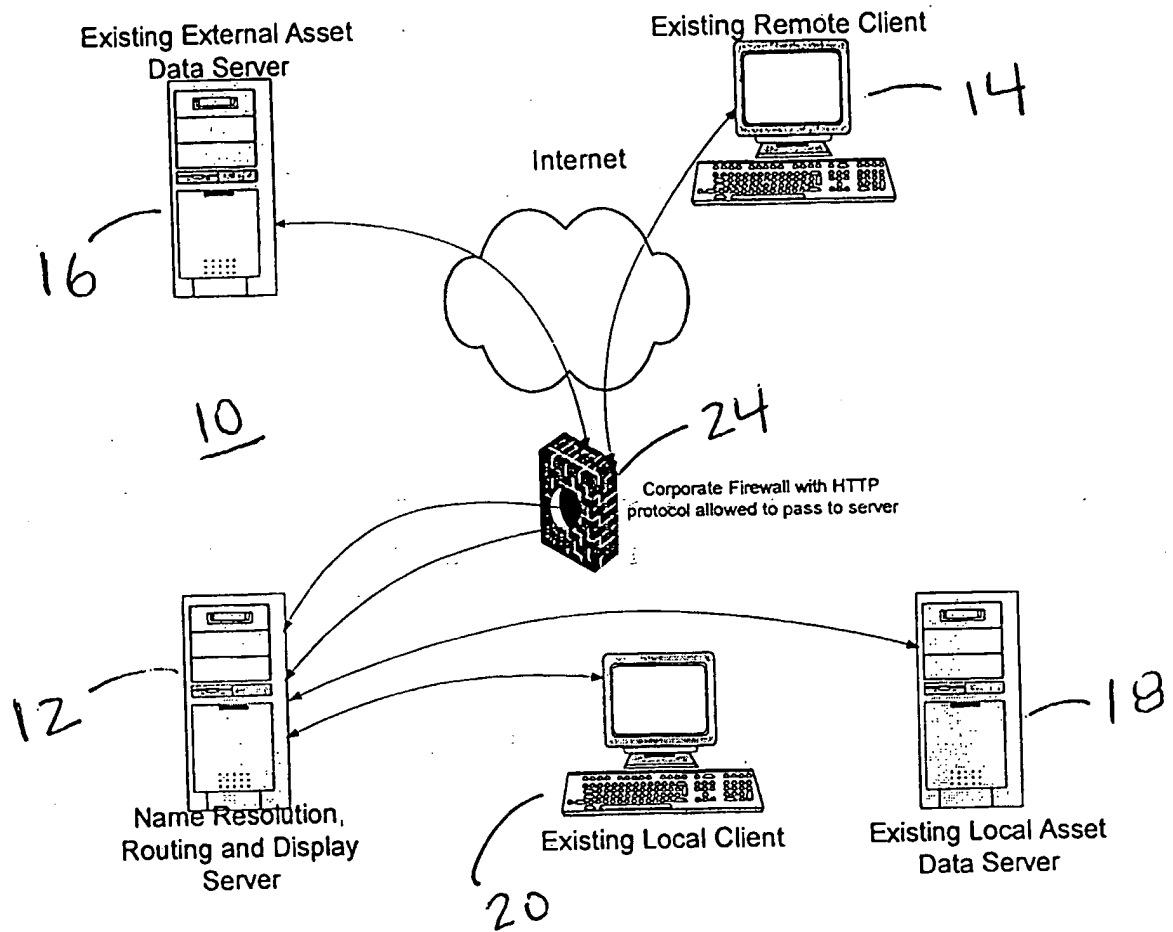 Existing External Asset
Data Server
Existing Remote Client
14
Internet
16
10
24
Corporate Firewall with HTTP
protocol allowed to pass to server
12
18
Name Resolution,
Routing and Display
Server
Existing Local Client
Existing Local Asset
Data Server
20